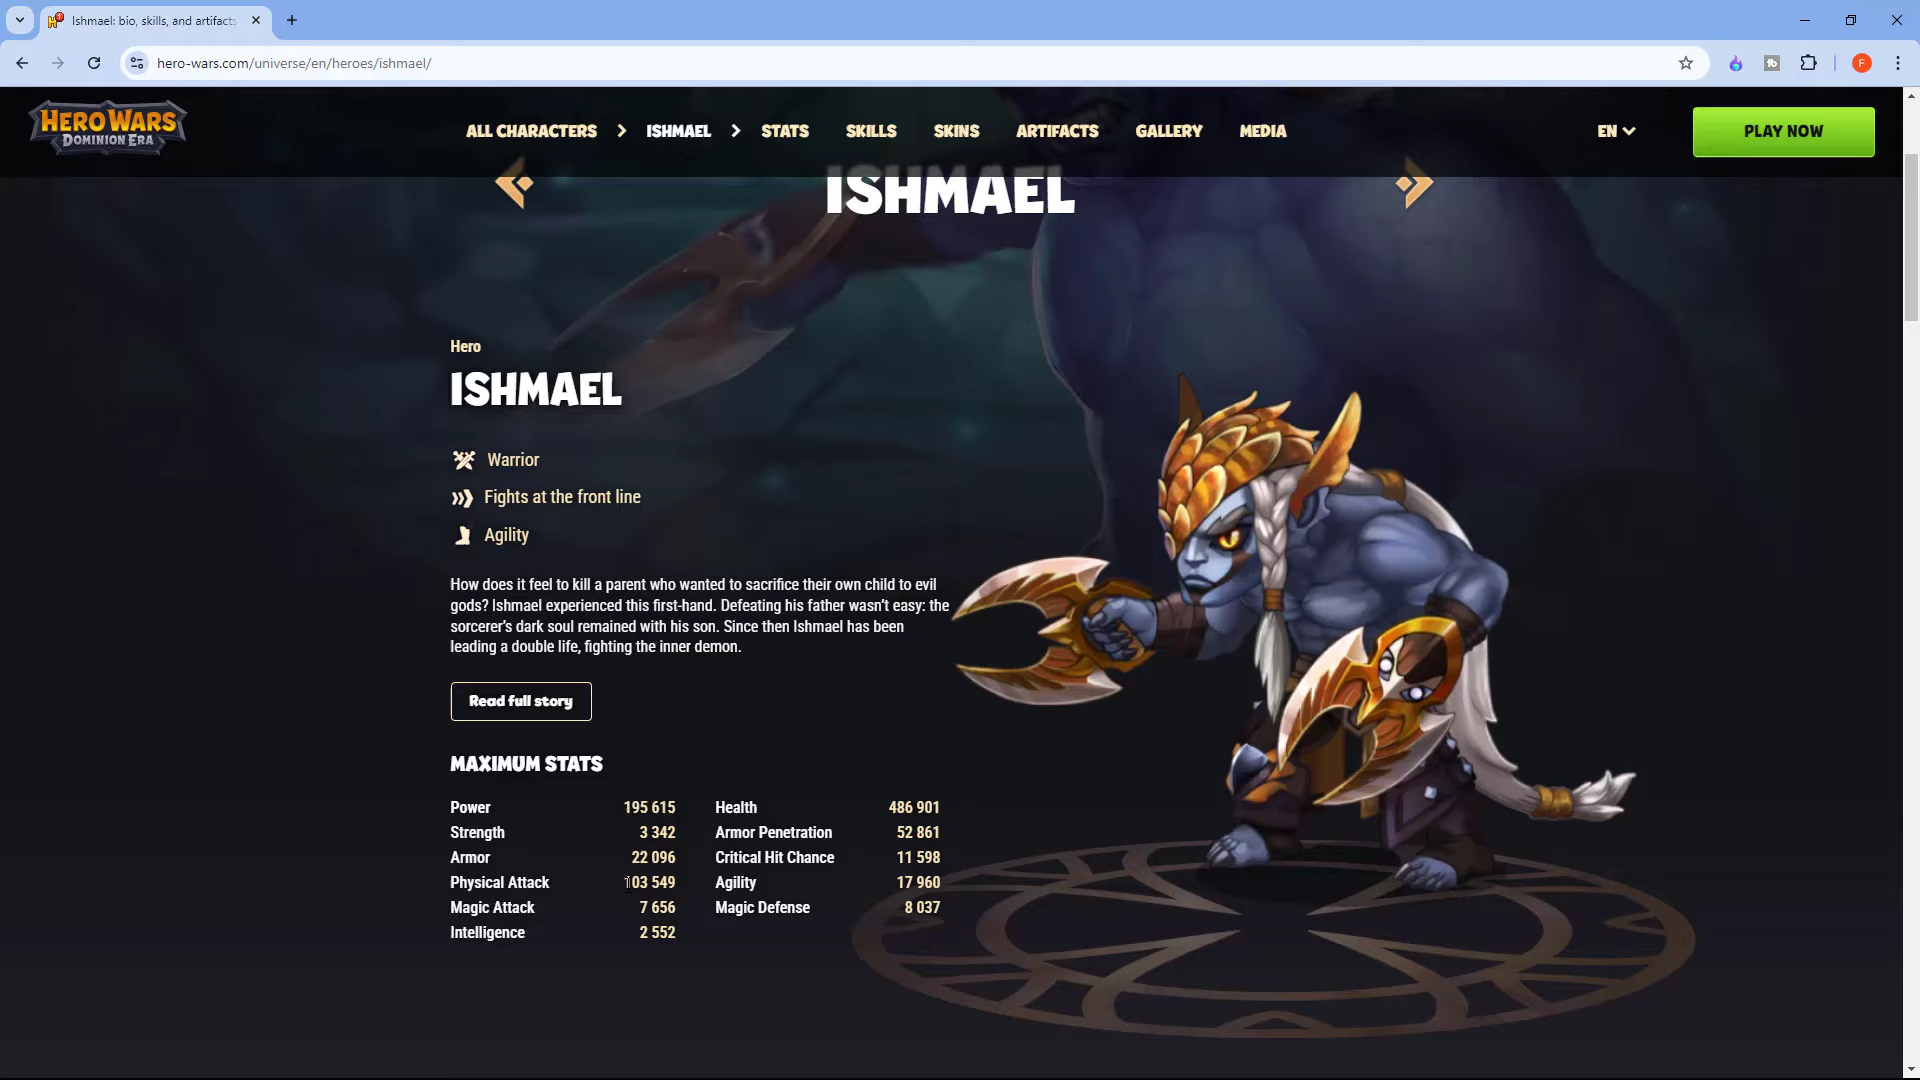 Ishmael: bio, skills, and artifacts
hero-wars.com/universe/en/heroes/ishmael/
F
HERO WARS
DOMINION ERA
ALL CHARACTERS
ISHMAEL
STATS
SKILLS
SKINS
ARTIFACTS
GALLERY
MEDIA
EN
PLAY NOW
ISHMAEL
Hero
ISHMAEL
Warrior
Fights at the front line
Agility
How does it feel to kill a parent who wanted to sacrifice their own child to evil
gods? Ishmael experienced this first-hand. Defeating his father wasn't easy: the
sorcerer's dark soul remained with his son. Since then Ishmael has been
leading a double life, fighting the inner demon.
Read full story
MAXIMUM STATS
Power 195 615 Health 486 901
Strength 3 342 Armor Penetration 52 861
Armor 22 096 Critical Hit Chance 11 598
Physical Attack 103 549 Agility 17 960
Magic Attack 7 656 Magic Defense 8 037
Intelligence 2 552